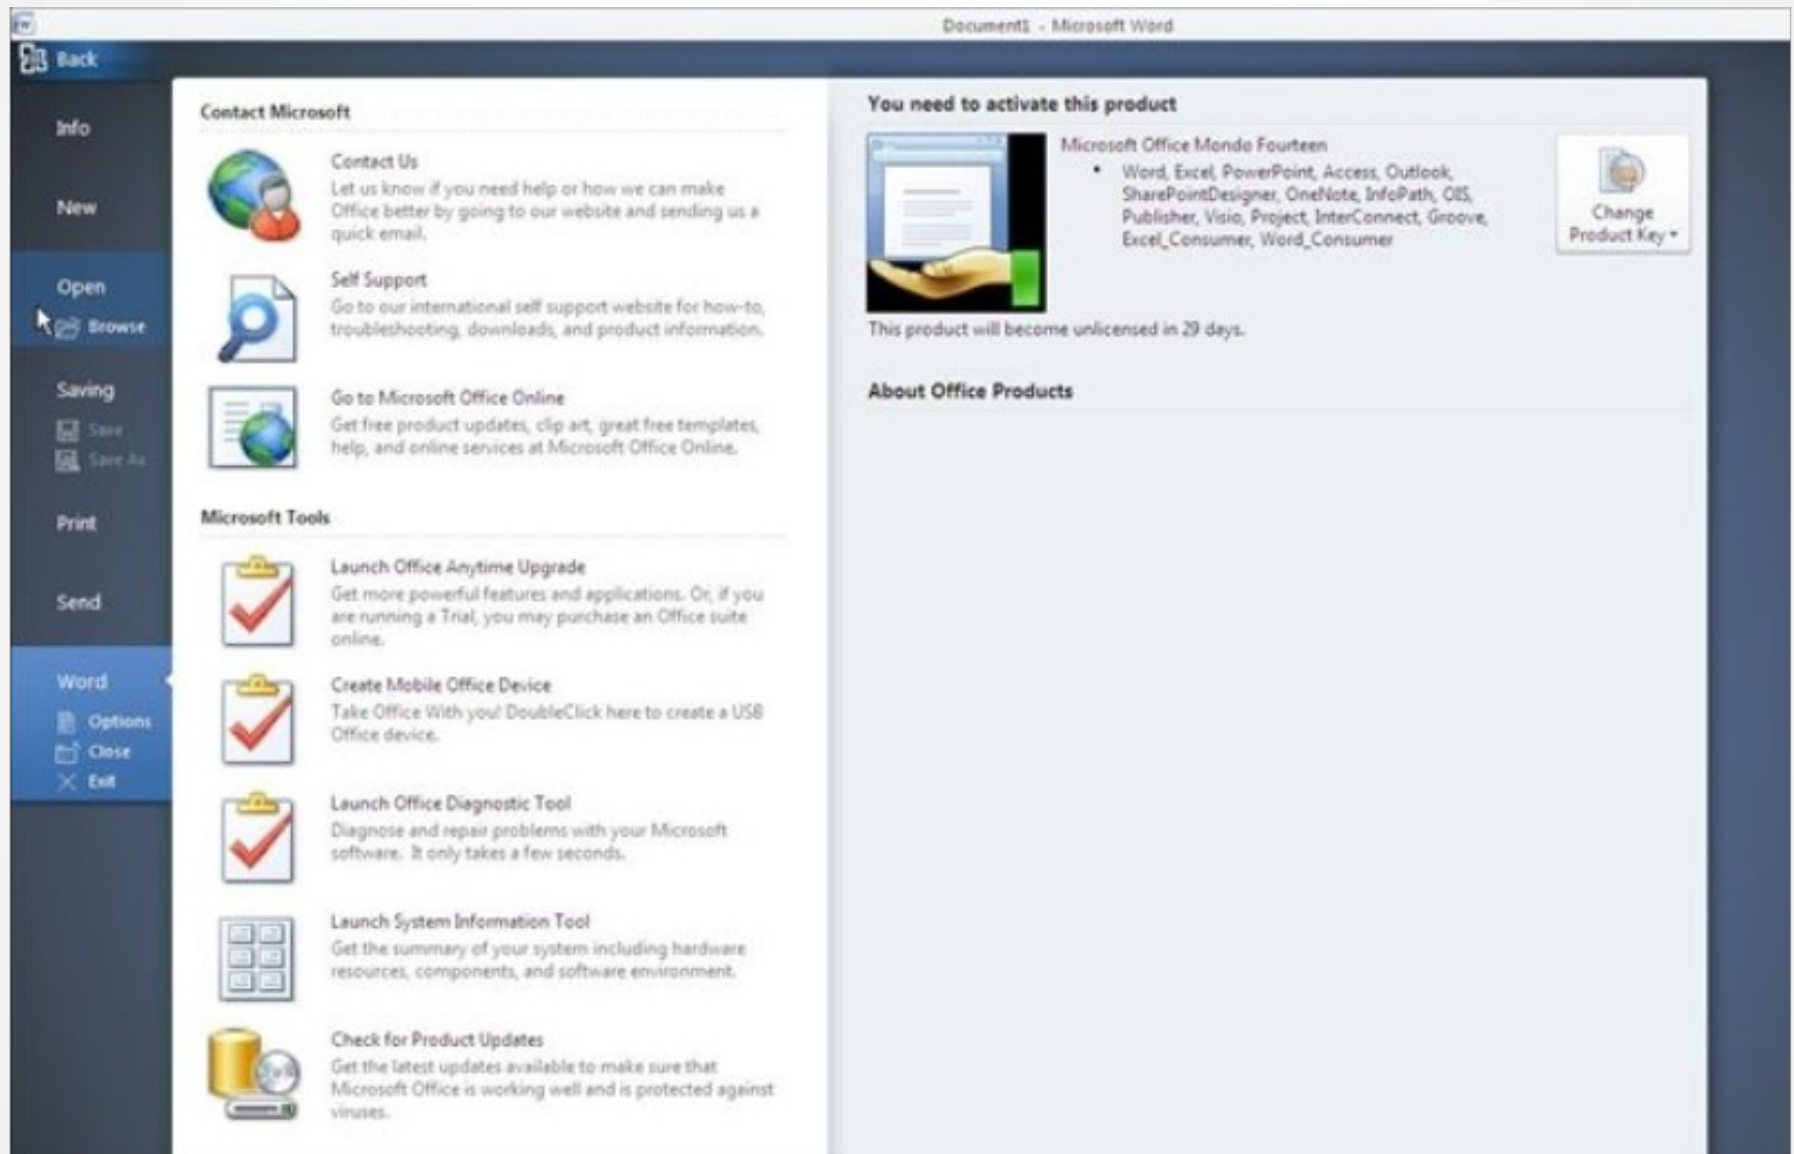 Document1 - Microsoft Word
Back
Info
New
Open
Browse
Saving
Save
Save As
Print
Send
Word
Options
Close
Exit
Contact Microsoft
Contact Us
Let us know if you need help or how we can make
Office better by going to our website and sending us a
quick email.
Self Support
Go to our international self support website for how-to,
troubleshooting, downloads, and product information.
Go to Microsoft Office Online
Get free product updates, clip art, great free templates,
help, and online services at Microsoft Office Online.
Microsoft Tools
Launch Office Anytime Upgrade
Get more powerful features and applications. Or, if you
are running a Trial, you may purchase an Office suite
online.
Create Mobile Office Device
Take Office With you! DoubleClick here to create a USB
Office device.
Launch Office Diagnostic Tool
Diagnose and repair problems with your Microsoft
software. It only takes a few seconds.
Launch System Information Tool
Get the summary of your system including hardware
resources, components, and software environment.
Check for Product Updates
Get the latest updates available to make sure that
Microsoft Office is working well and is protected against
viruses.
You need to activate this product
Microsoft Office Mondo Fourteen
• Word, Excel, PowerPoint, Access, Outlook,
SharePointDesigner, OneNote, InfoPath, OIS,
Publisher, Visio, Project, InterConnect, Groove,
Excel_Consumer, Word_Consumer
Change
Product Key
This product will become unlicensed in 29 days.
About Office Products